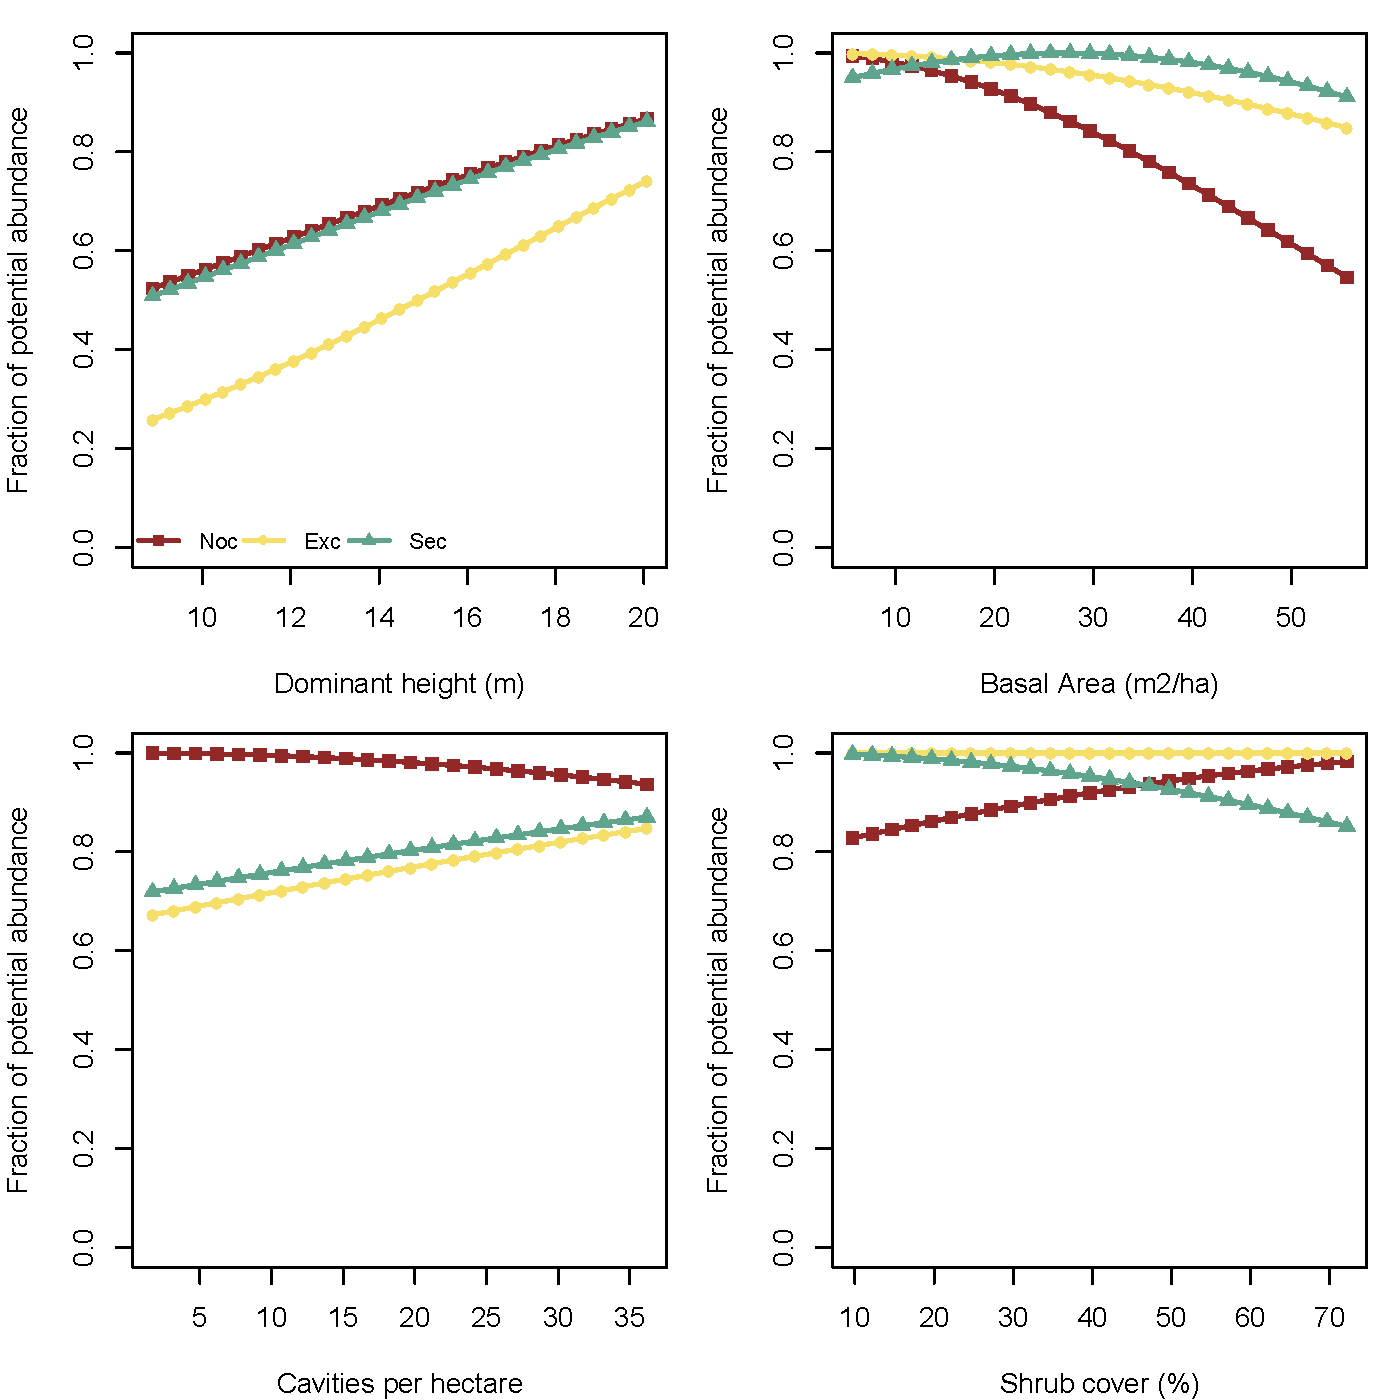 Fraction of potential abundance
1.0
0.8
0.6
0.4
0.2
0.0
Noc Exc Sec
10 12 14 16 18 20
Dominant height (m)
Fraction of potential abundance
1.0
0.8
0.6
0.4
0.2
0.0
10 20 30 40 50
Basal Area (m2/ha)
Fraction of potential abundance
1.0
0.8
0.6
0.4
0.2
0.0
5 10 15 20 25 30 35
Cavities per hectare
Fraction of potential abundance
1.0
0.8
0.6
0.4
0.2
0.0
10 20 30 40 50 60 70
Shrub cover (%)